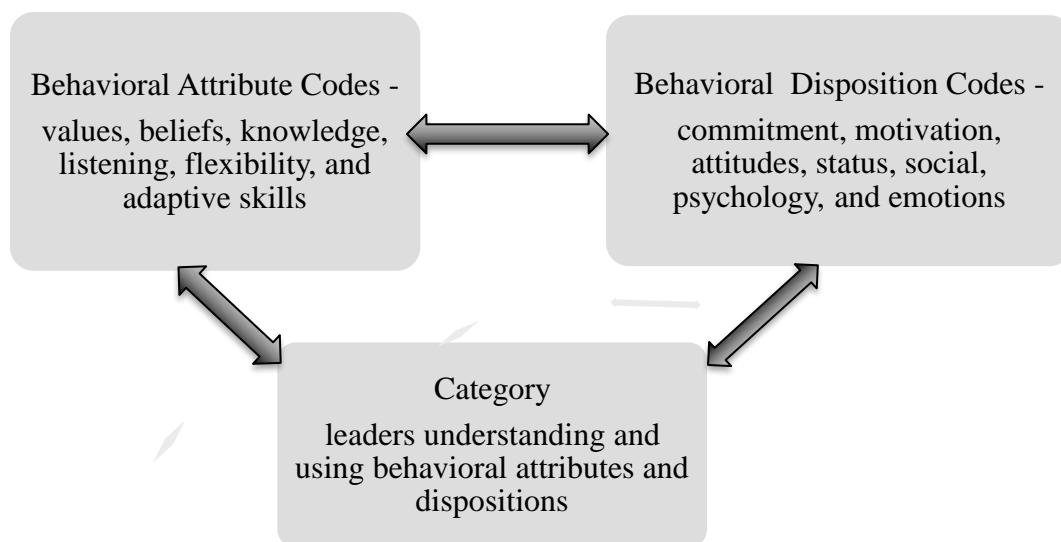 Behavioral Attribute Codes -
values, beliefs, knowledge,
listening, flexibility, and
adaptive skills
Behavioral  Disposition Codes -
commitment, motivation,
attitudes, status, social,
psychology, and emotions
Category
leaders understanding and
using behavioral attributes and
dispositions